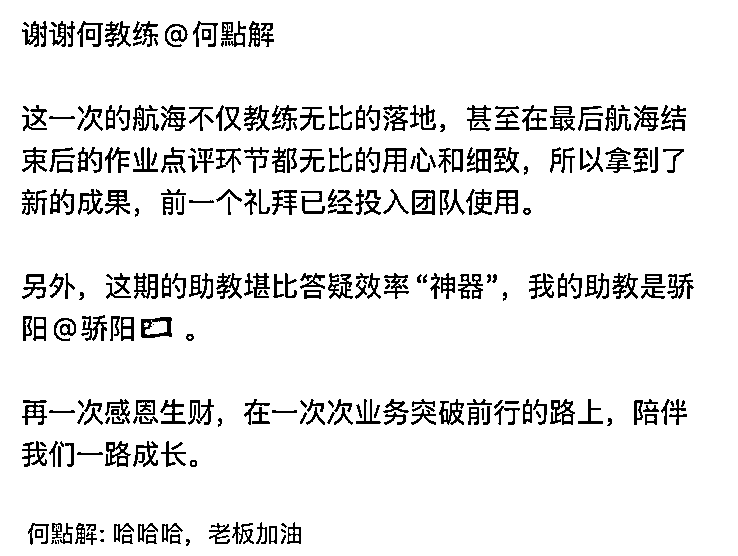 谢谢何教练@何點解
这一次的航海不仅教练无比的落地，甚至在最后航海结
束后的作业点评环节都无比的用心和细致，所以拿到了
新的成果，前一个礼拜已经投入团队使用。
另外，这期的助教堪比答疑效率“神器”，我的助教是骄
阳@骄阳 。
再一次感恩生财，在一次次业务突破前行的路上，陪伴
我们一路成长。
何點解: 哈哈哈，老板加油